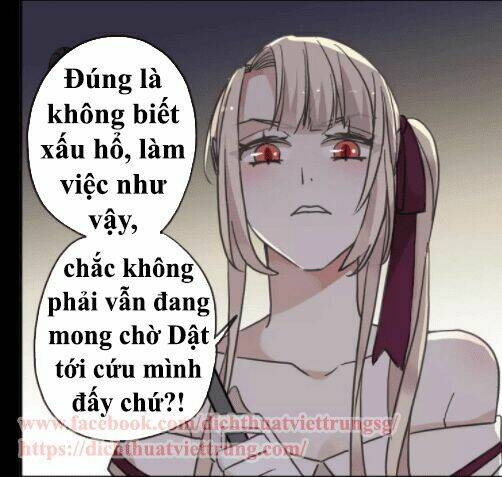 Đúng là
không biết
xấu hổ, làm
việc như
vậy,
chắc không
phải vẫn đang
mong chờ Dật
tới cứu mình
đấy chứ?!
www.facebook.com/dichthuatviettrungsg/
https://dichthuatviettrung.com/